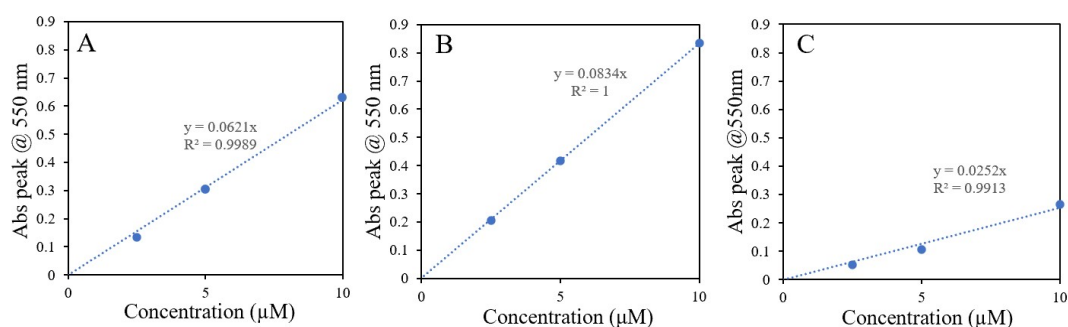 A
Abs peak @ 550 nm
0.9
0.8
0.7
0.6
0.5
0.4
0.3
0.2
0.1
0
y = 0.0621x
R² = 0.9989
0 5 10
Concentration (µM)
B
Abs peak @ 550 nm
0.9
0.8
0.7
0.6
0.5
0.4
0.3
0.2
0.1
0
y = 0.0834x
R² = 1
0 5 10
Concentration (µM)
C
Abs peak @550nm
0.9
0.8
0.7
0.6
0.5
0.4
0.3
0.2
0.1
0
y = 0.0252x
R² = 0.9913
0 5 10
Concentration (µM)